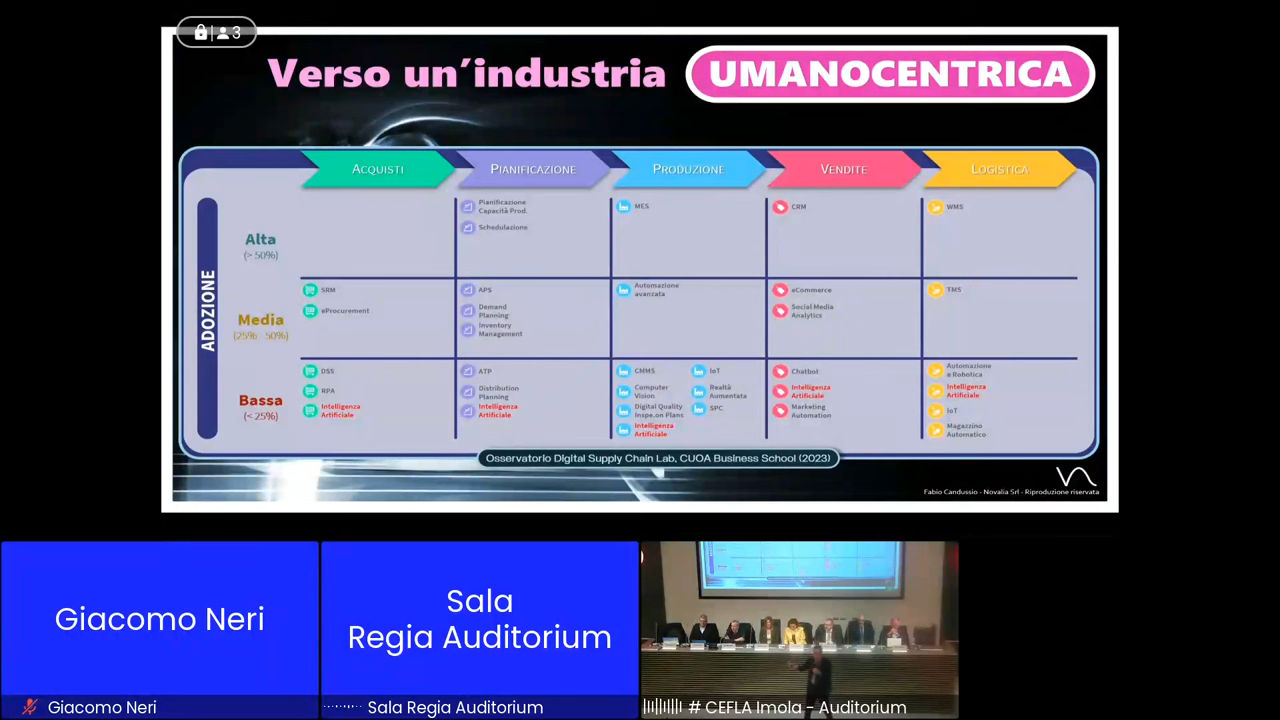 3
Verso un'industria UMANOCENTRICA
ACQUISTI
PIANIFICAZIONE
PRODUZIONE
VENDITE
LOGISTICA
ADOZIONE
Alta
(> 50%)
Pianificazione
Capacità Prod.
Schedulazione
MES
CRM
WMS
Media
(25% - 50%)
SRM
eProcurement
APS
Demand
Planning
Inventory
Management
Automazione
avanzata
eCommerce
Social Media
Analytics
TMS
Bassa
(< 25%)
DSS
RPA
Intelligenza
Artificiale
ATP
Distribution
Planning
Intelligenza
Artificiale
CMMS
Computer
Vision
Digital Quality
Inspe.on Plans
Intelligenza
Artificiale
IoT
Realtà
Aumentata
SPC
Chatbot
Intelligenza
Artificiale
Marketing
Automation
Automazione
e Robotica
Intelligenza
Artificiale
IoT
Magazzino
Automatico
Osservatorio Digital Supply Chain Lab, CUOA Business School (2023)
Fabio Candussio - Novalia Srl - Riproduzione riservata
Giacomo Neri
Sala
Regia Auditorium
Giacomo Neri
Sala Regia Auditorium
# CEFLA Imola - Auditorium